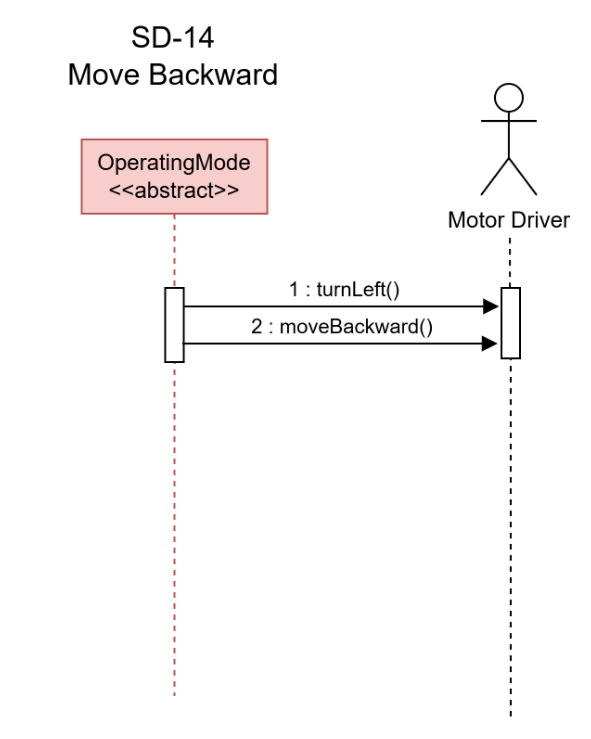 SD-14
Move Backward
OperatingMode
<<abstract>>
Motor Driver
1 : turnLeft()
2 : moveBackward()